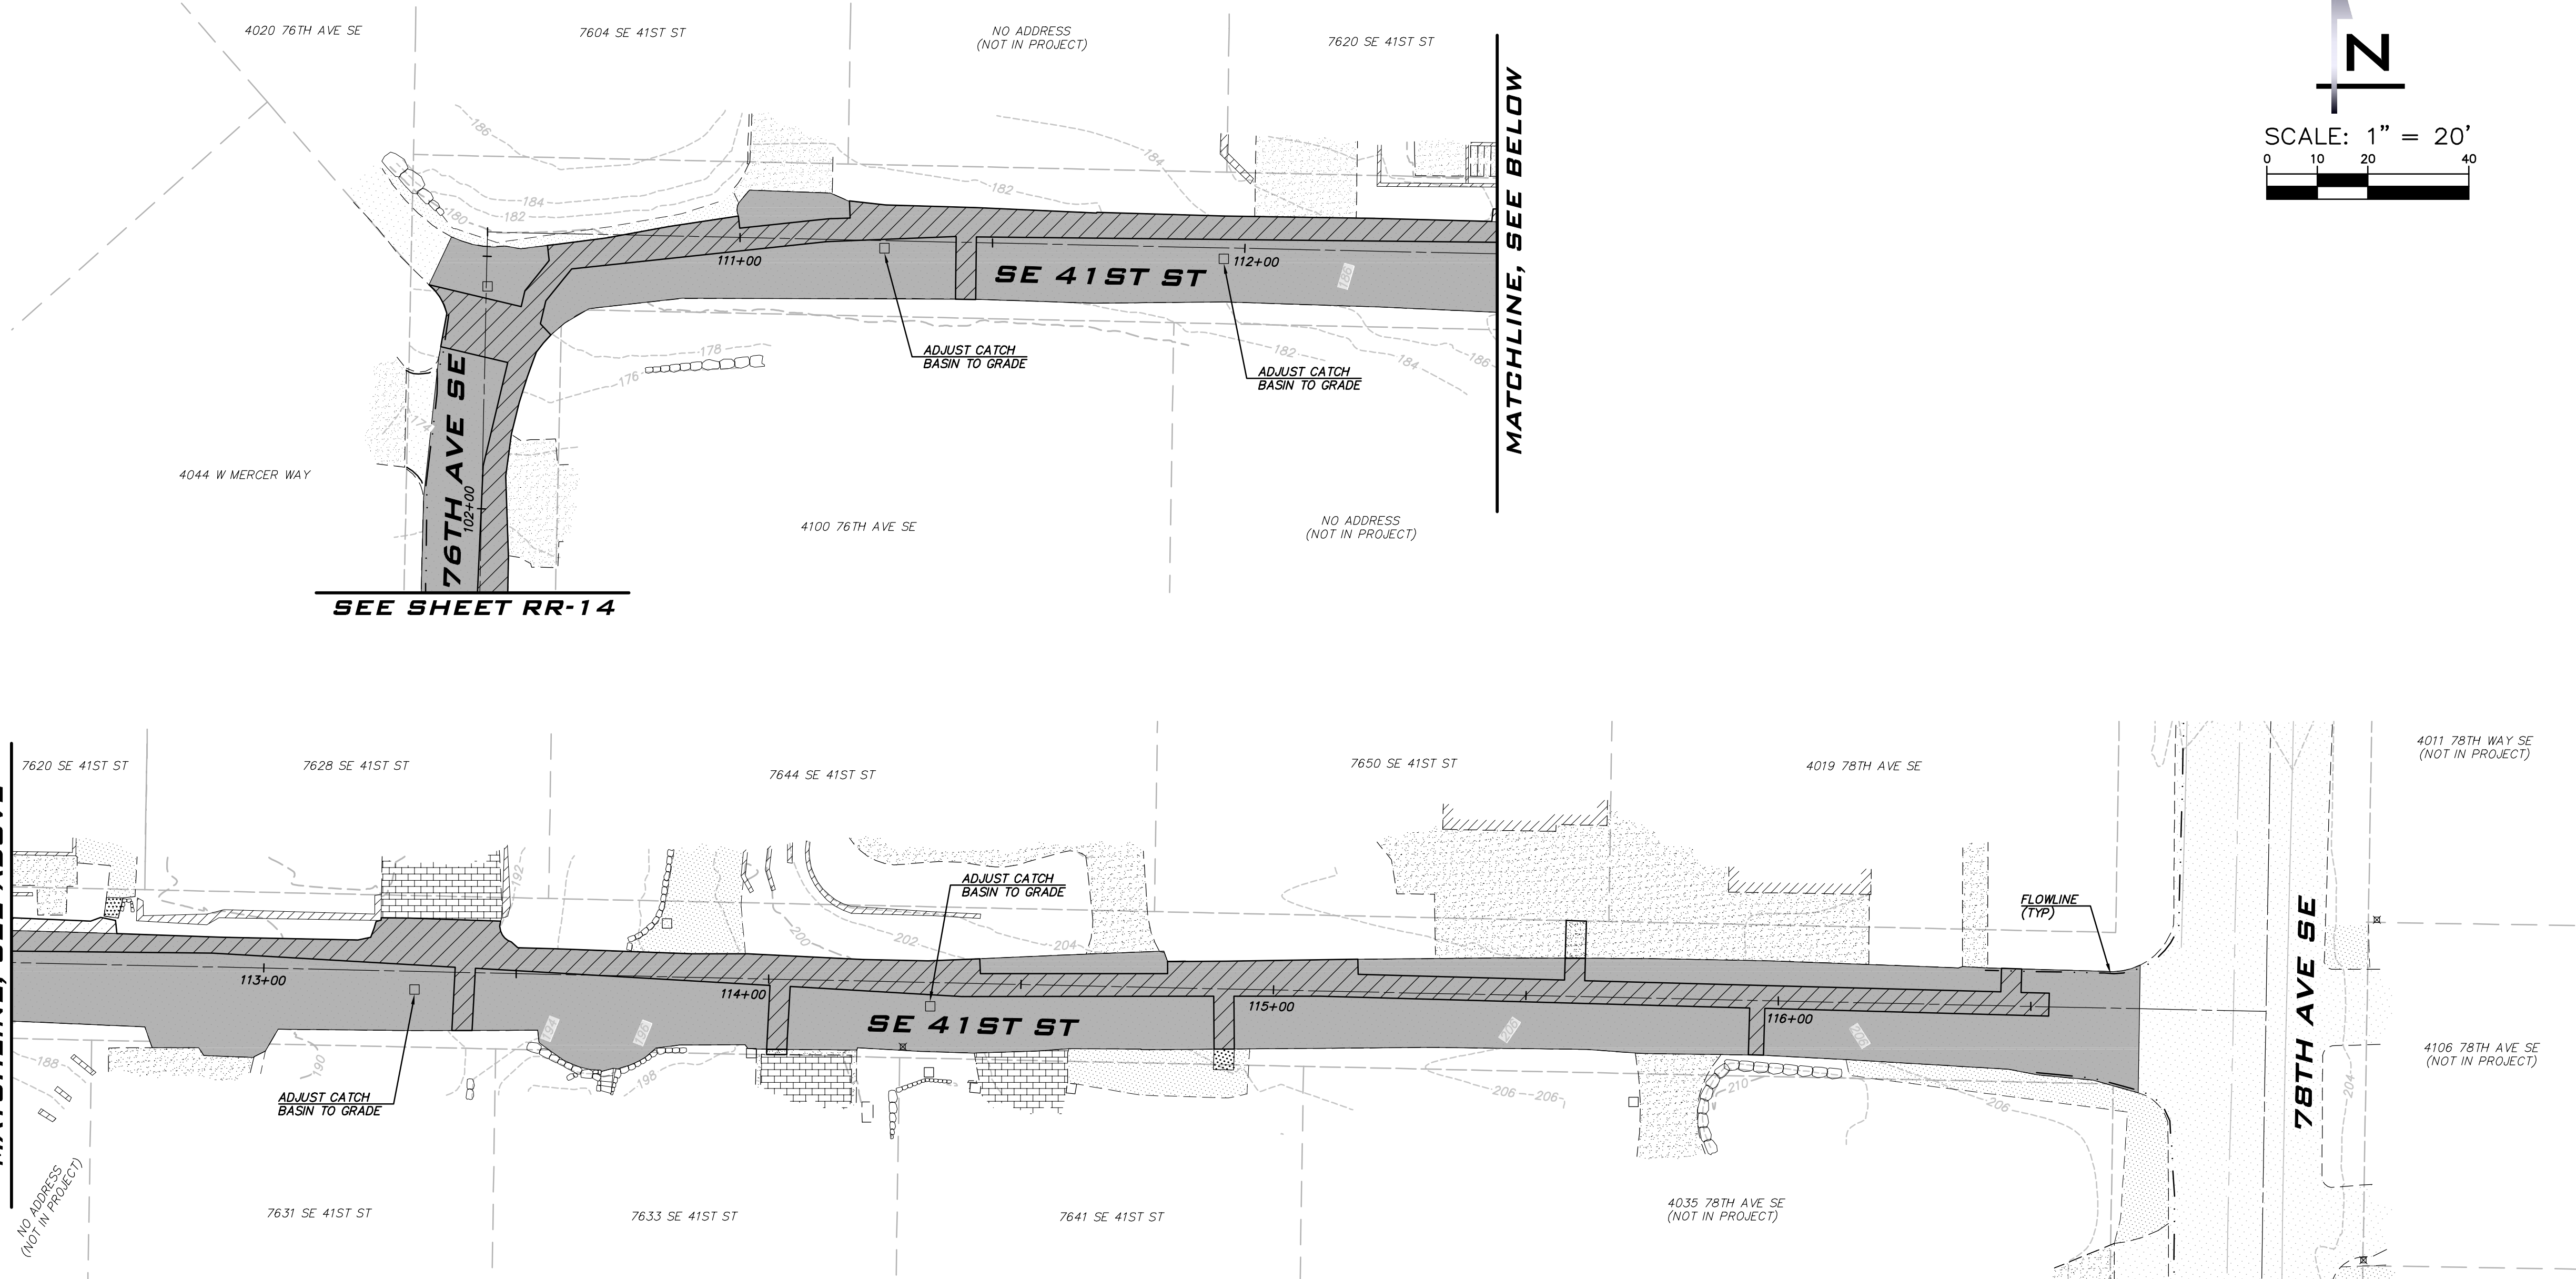 4020 76TH AVE SE
7604 SE 41ST ST
NO ADDRESS
(NOT IN PROJECT)
7620 SE 41ST ST
N
SCALE: 1" = 20'
0 10 20 40
MATCHLINE, SEE BELOW
186
184
182
180
184
182
111+00
SE 41ST ST
112+00
186
178
176
174
182
184
186
ADJUST CATCH
BASIN TO GRADE
ADJUST CATCH
BASIN TO GRADE
76TH AVE SE
102+00
4044 W MERCER WAY
4100 76TH AVE SE
NO ADDRESS
(NOT IN PROJECT)
SEE SHEET RR-14
7620 SE 41ST ST
7628 SE 41ST ST
7644 SE 41ST ST
7650 SE 41ST ST
4019 78TH AVE SE
4011 78TH WAY SE
(NOT IN PROJECT)
192
ADJUST CATCH
BASIN TO GRADE
FLOWLINE
(TYP)
200
202
204
113+00
114+00
115+00
116+00
SE 41ST ST
194
196
206
208
78TH AVE SE
188
190
198
206
206
210
206
204
4106 78TH AVE SE
(NOT IN PROJECT)
ADJUST CATCH
BASIN TO GRADE
NO ADDRESS
(NOT IN PROJECT)
7631 SE 41ST ST
7633 SE 41ST ST
7641 SE 41ST ST
4035 78TH AVE SE
(NOT IN PROJECT)